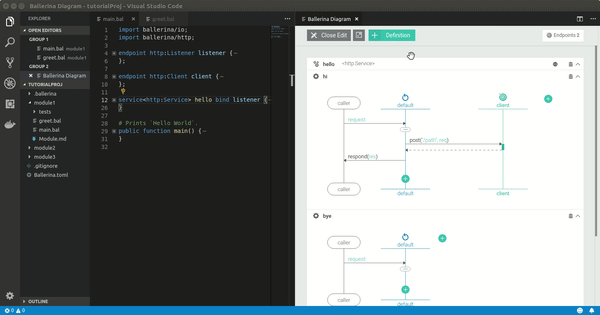 Ballerina Diagram - tutorialProj - Visual Studio Code
EXPLORER
OPEN EDITORS
GROUP 1
main.bal module1
greet.bal module1
GROUP 2
Ballerina Diagram
TUTORIALPROJ
.ballerina
module1
tests
greet.bal
main.bal
Module.md
module2
module3
.gitignore
Ballerina.toml
OUTLINE
main.bal
greet.bal
1 import ballerina/io;
2 import ballerina/http;
3
4 endpoint http:Listener listener {
6 };
7
8 endpoint http:Client client {
10 };
11
12 service<http:Service> hello bind listener {
27 }
28
29 # Prints `Hello World`.
30 public function main() {
31 }
32
Ballerina Diagram
Close Edit
+ Definition
Endpoints 2
hello <http:Service>
hi
caller
default
client
request
post("/path", req)
respond(res)
caller
default
client
bye
caller
default
request
caller
default
0 0